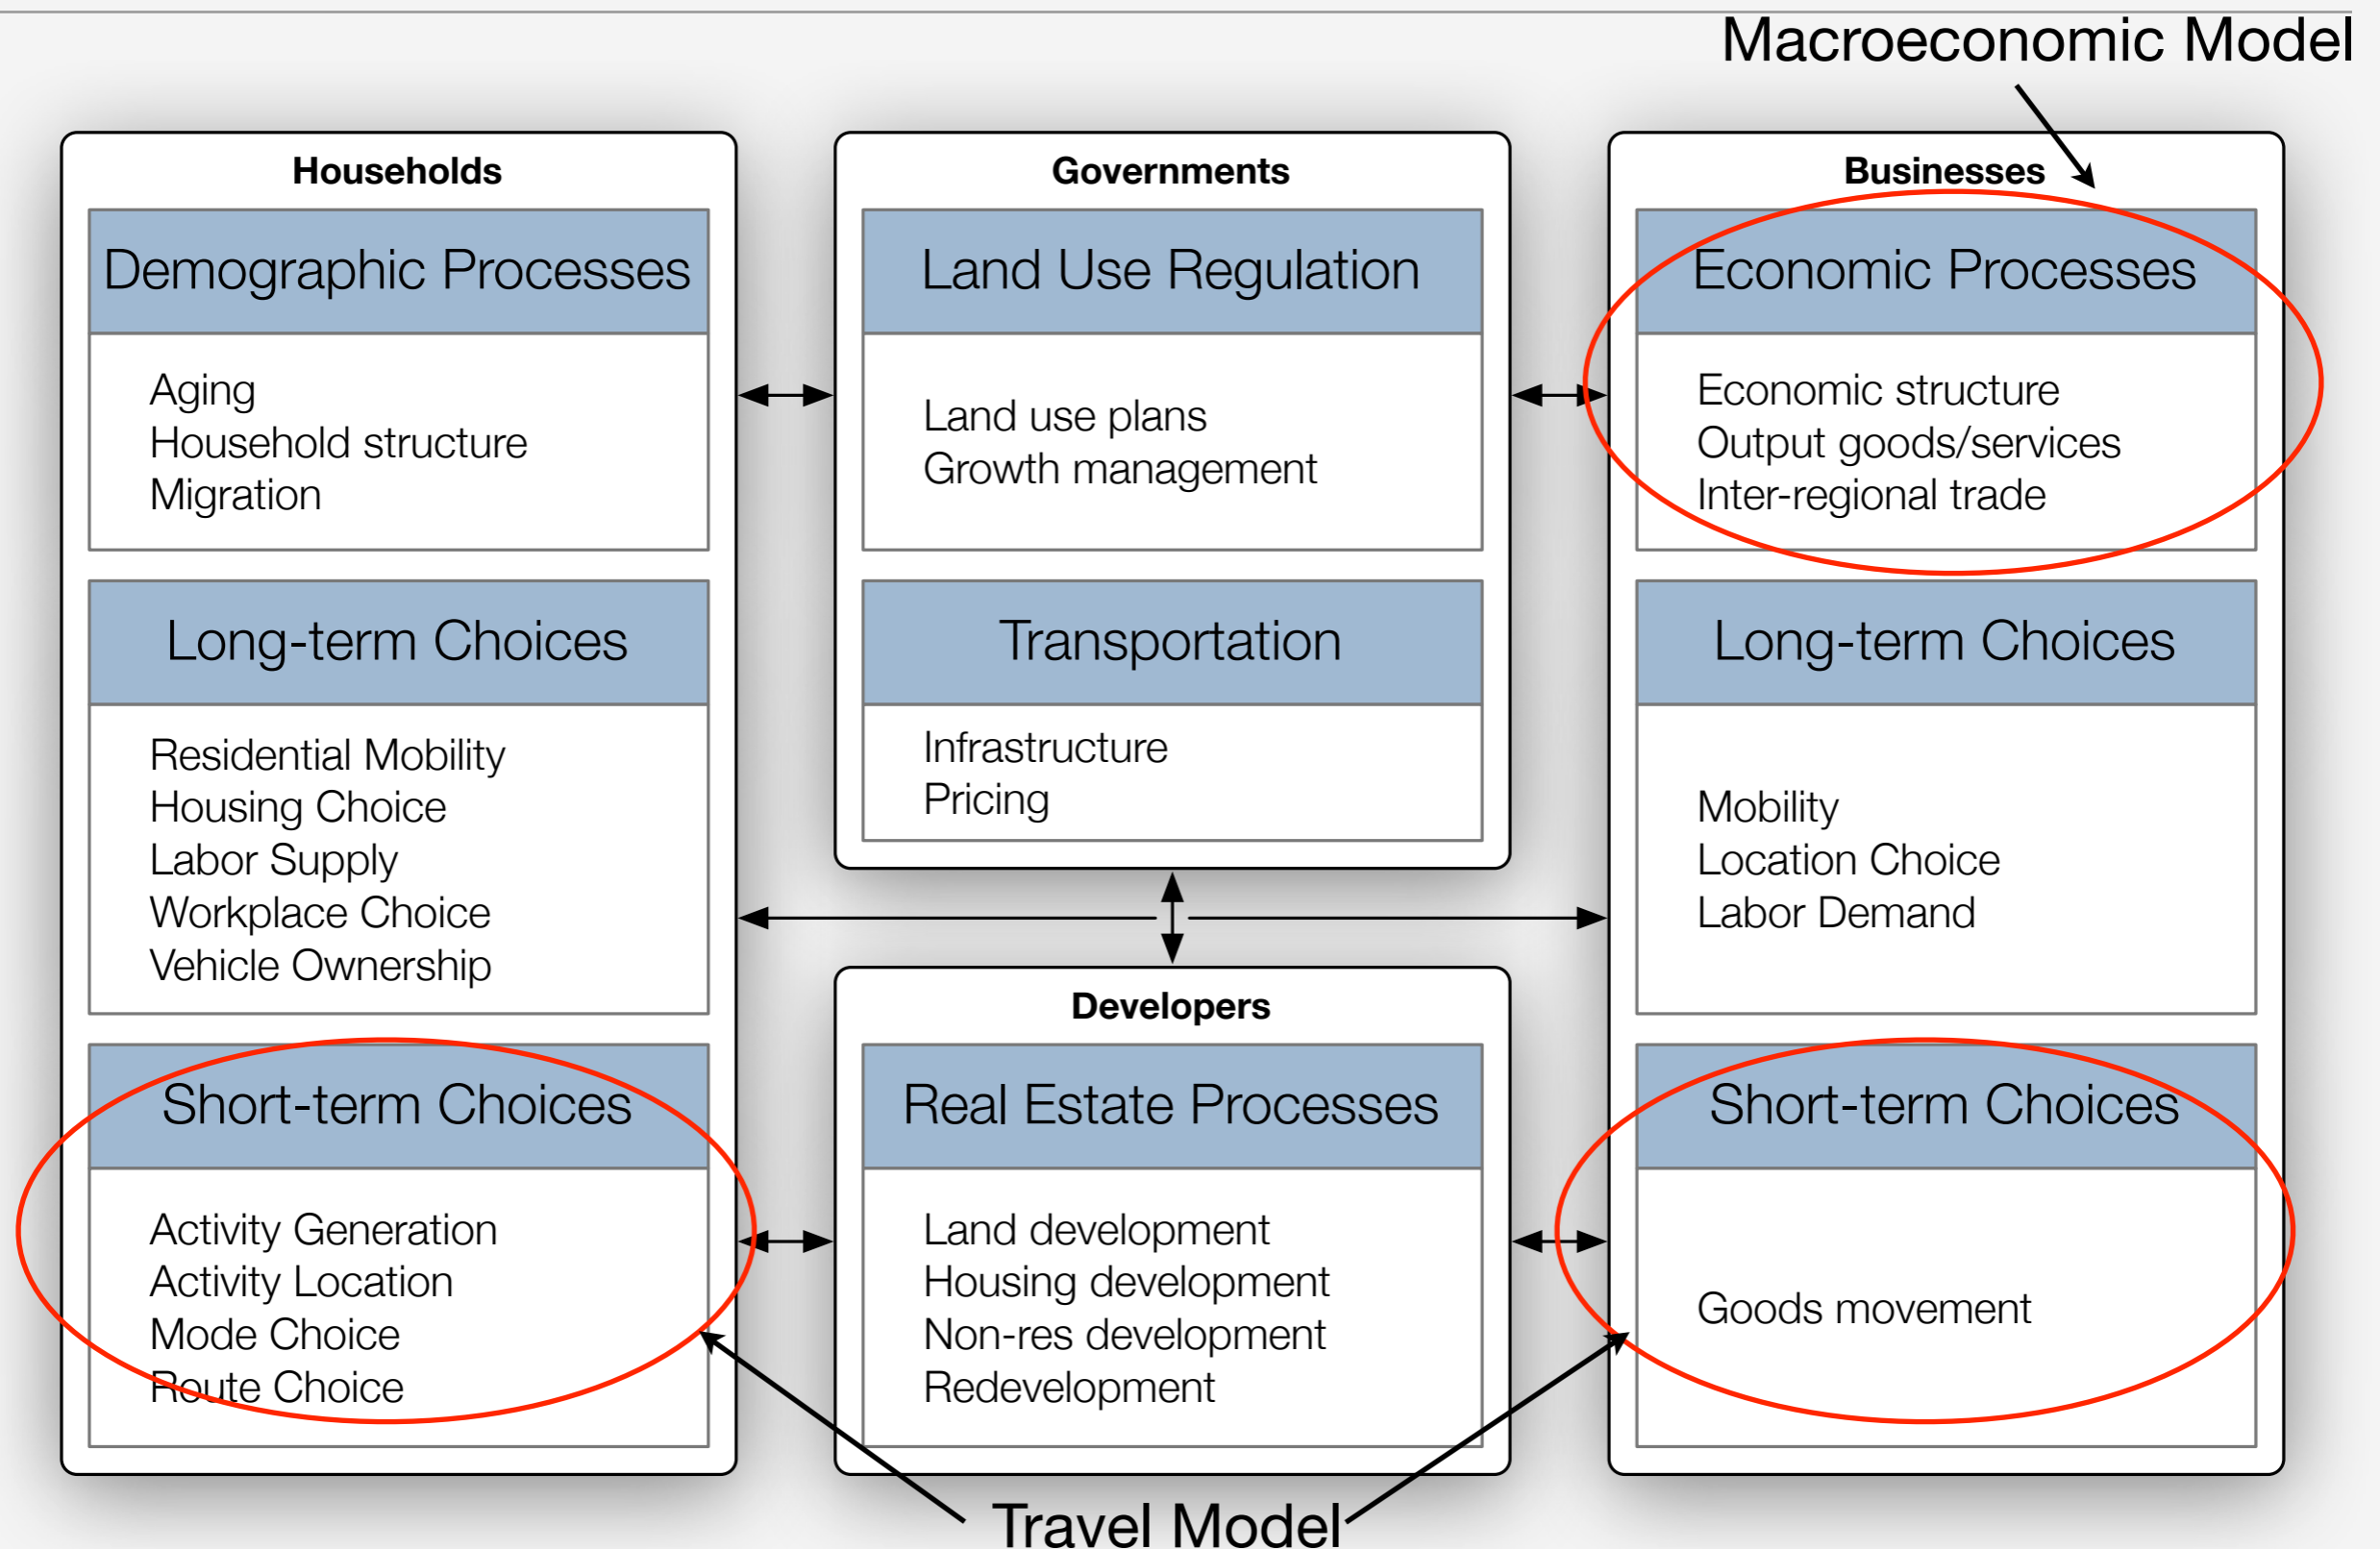 Macroeconomic Model
Households
Demographic Processes
Aging
Household structure
Migration
Long-term Choices
Residential Mobility
Housing Choice
Labor Supply
Workplace Choice
Vehicle Ownership
Short-term Choices
Activity Generation
Activity Location
Mode Choice
Route Choice
Governments
Land Use Regulation
Land use plans
Growth management
Transportation
Infrastructure
Pricing
Developers
Real Estate Processes
Land development
Housing development
Non-res development
Redevelopment
Businesses
Economic Processes
Economic structure
Output goods/services
Inter-regional trade
Long-term Choices
Mobility
Location Choice
Labor Demand
Short-term Choices
Goods movement
Travel Model